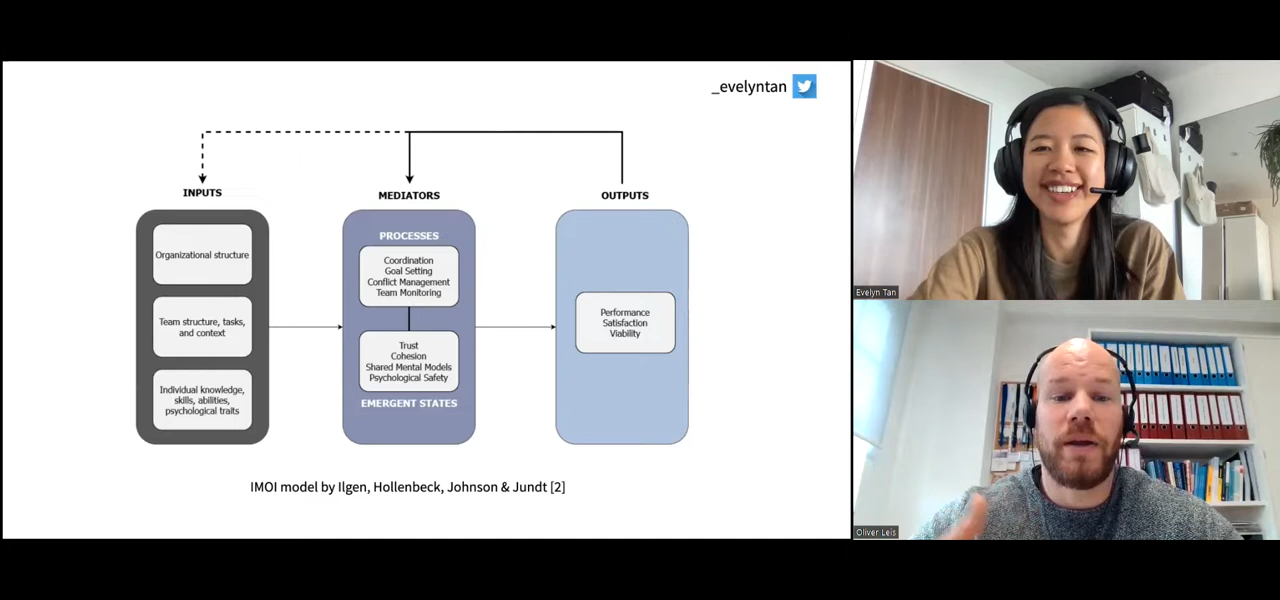 _evelyntan
INPUTS
Organizational structure
Team structure, tasks,
and context
Individual knowledge,
skills, abilities,
psychological traits
MEDIATORS
PROCESSES
Coordination
Goal Setting
Conflict Management
Team Monitoring
Trust
Cohesion
Shared Mental Models
Psychological Safety
EMERGENT STATES
OUTPUTS
Performance
Satisfaction
Viability
IMOI model by Ilgen, Hollenbeck, Johnson & Jundt [2]
Evelyn Tan
Oliver Leis